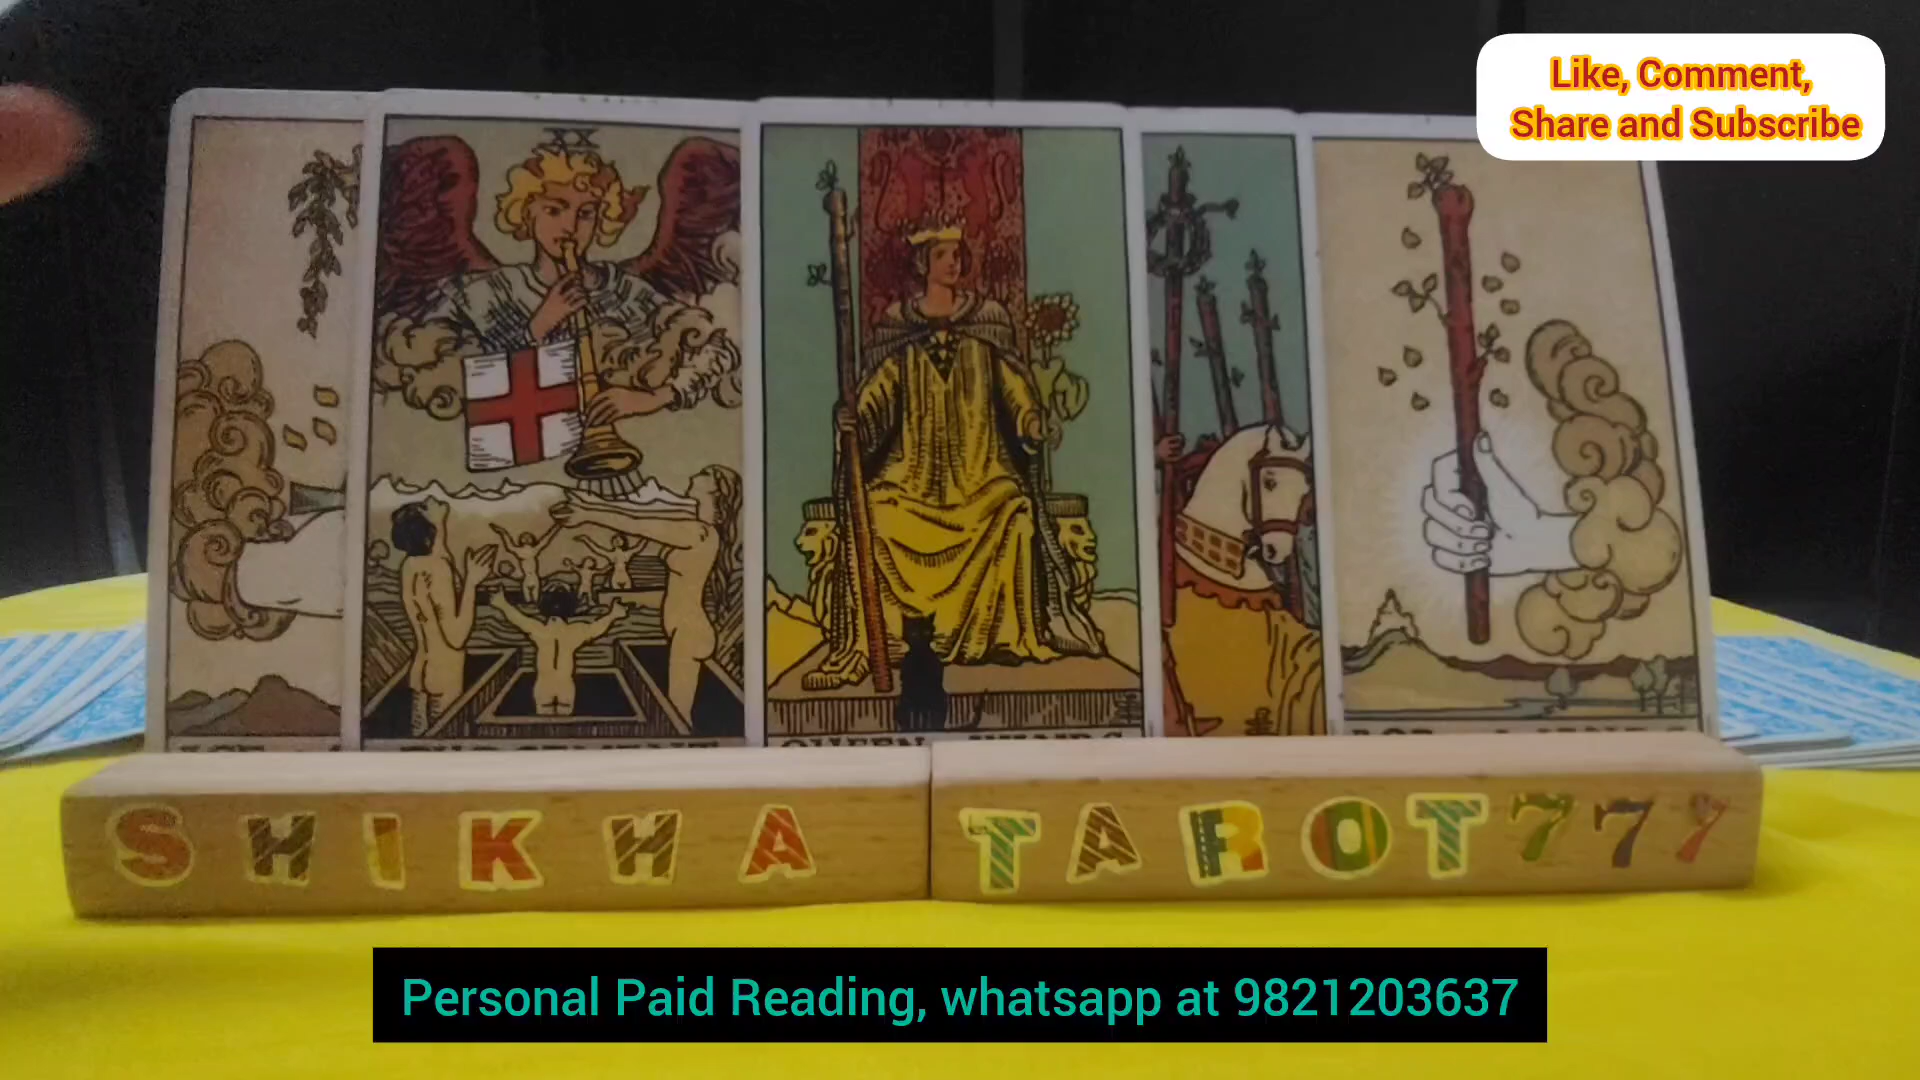 Like, Comment,
Share and Subscribe
XX
SHIKHA TAROT777
Personal Paid Reading, whatsapp at 9821203637